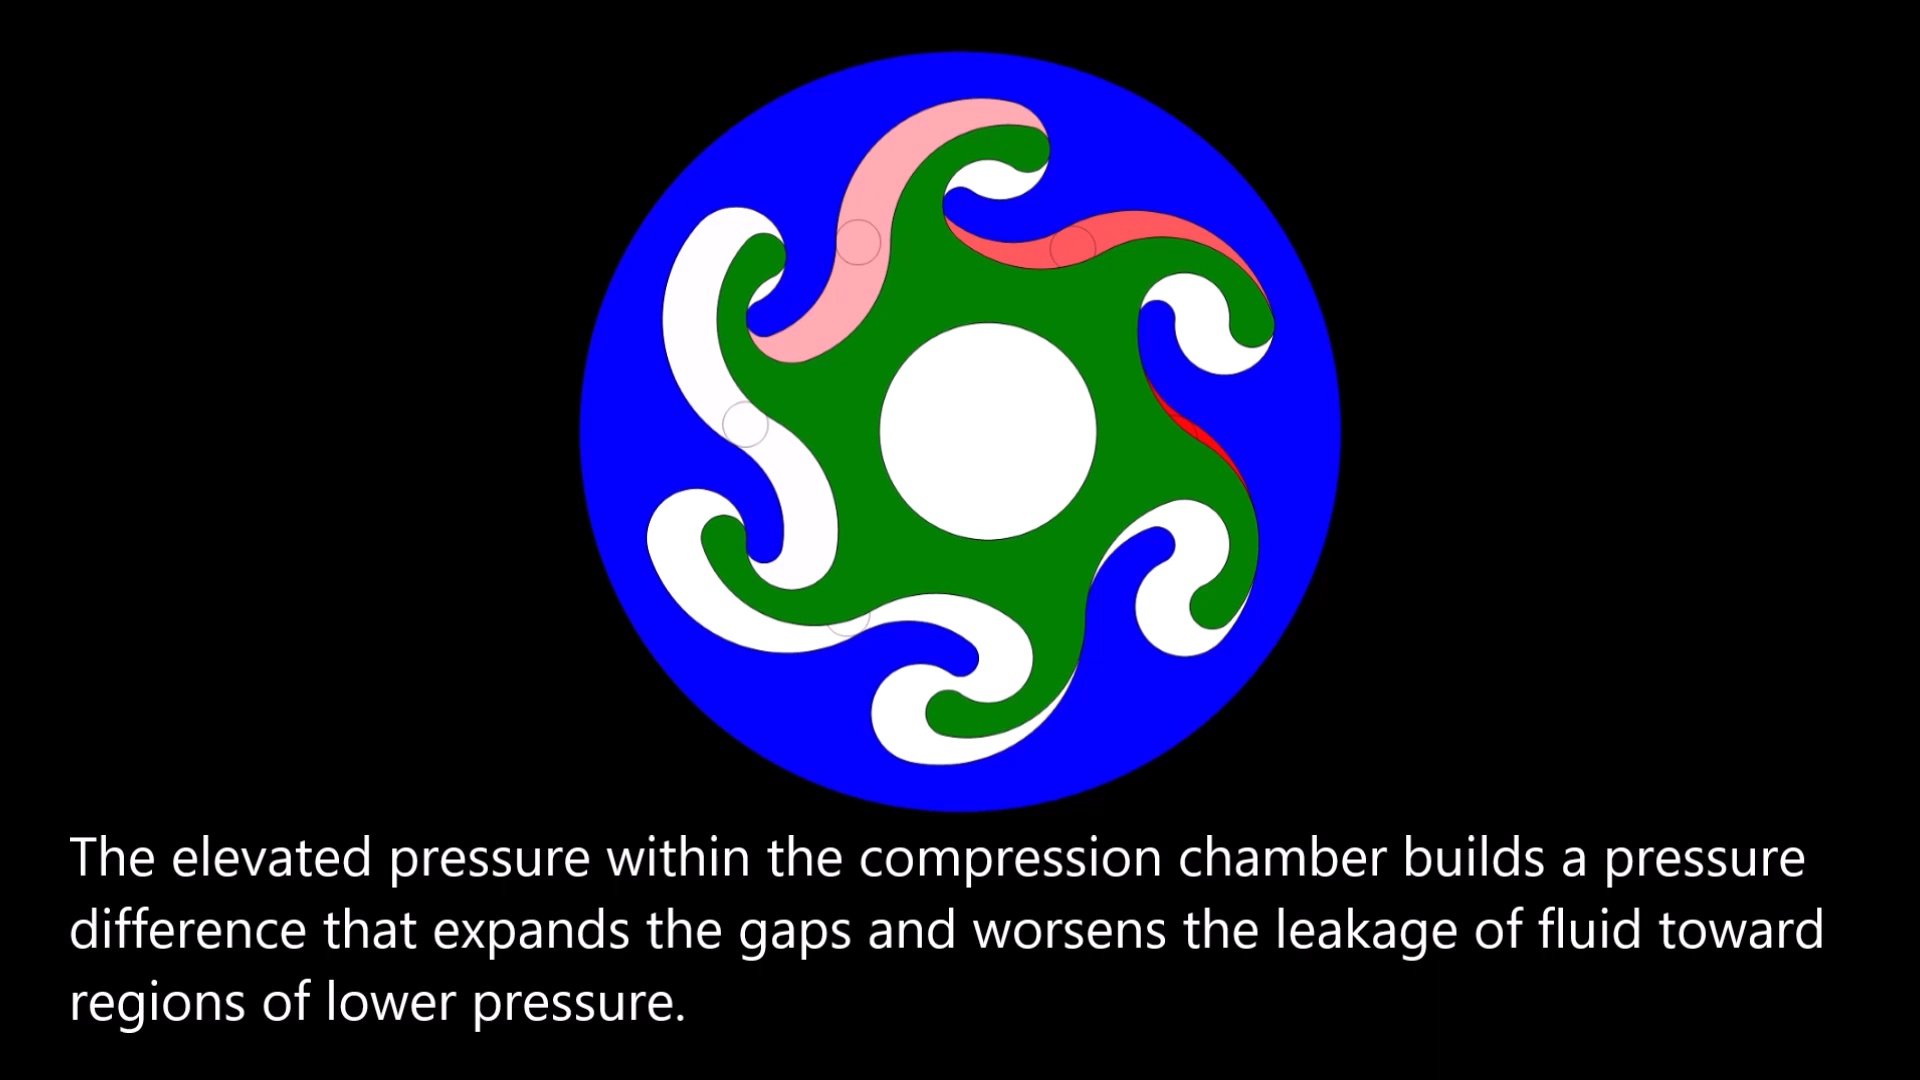 The elevated pressure within the compression chamber builds a pressure
difference that expands the gaps and worsens the leakage of fluid toward
regions of lower pressure.